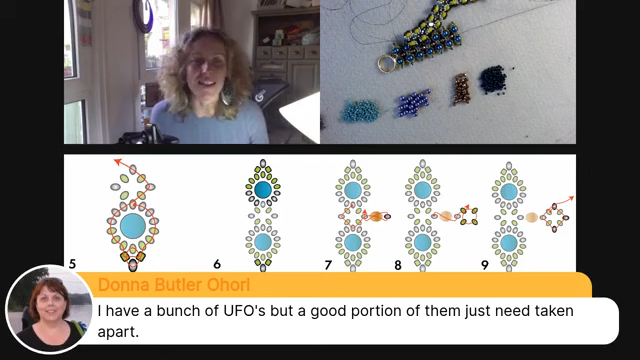 5 6 7 8 9
Donna Butler Ohorl
I have a bunch of UFO's but a good portion of them just need taken
apart.